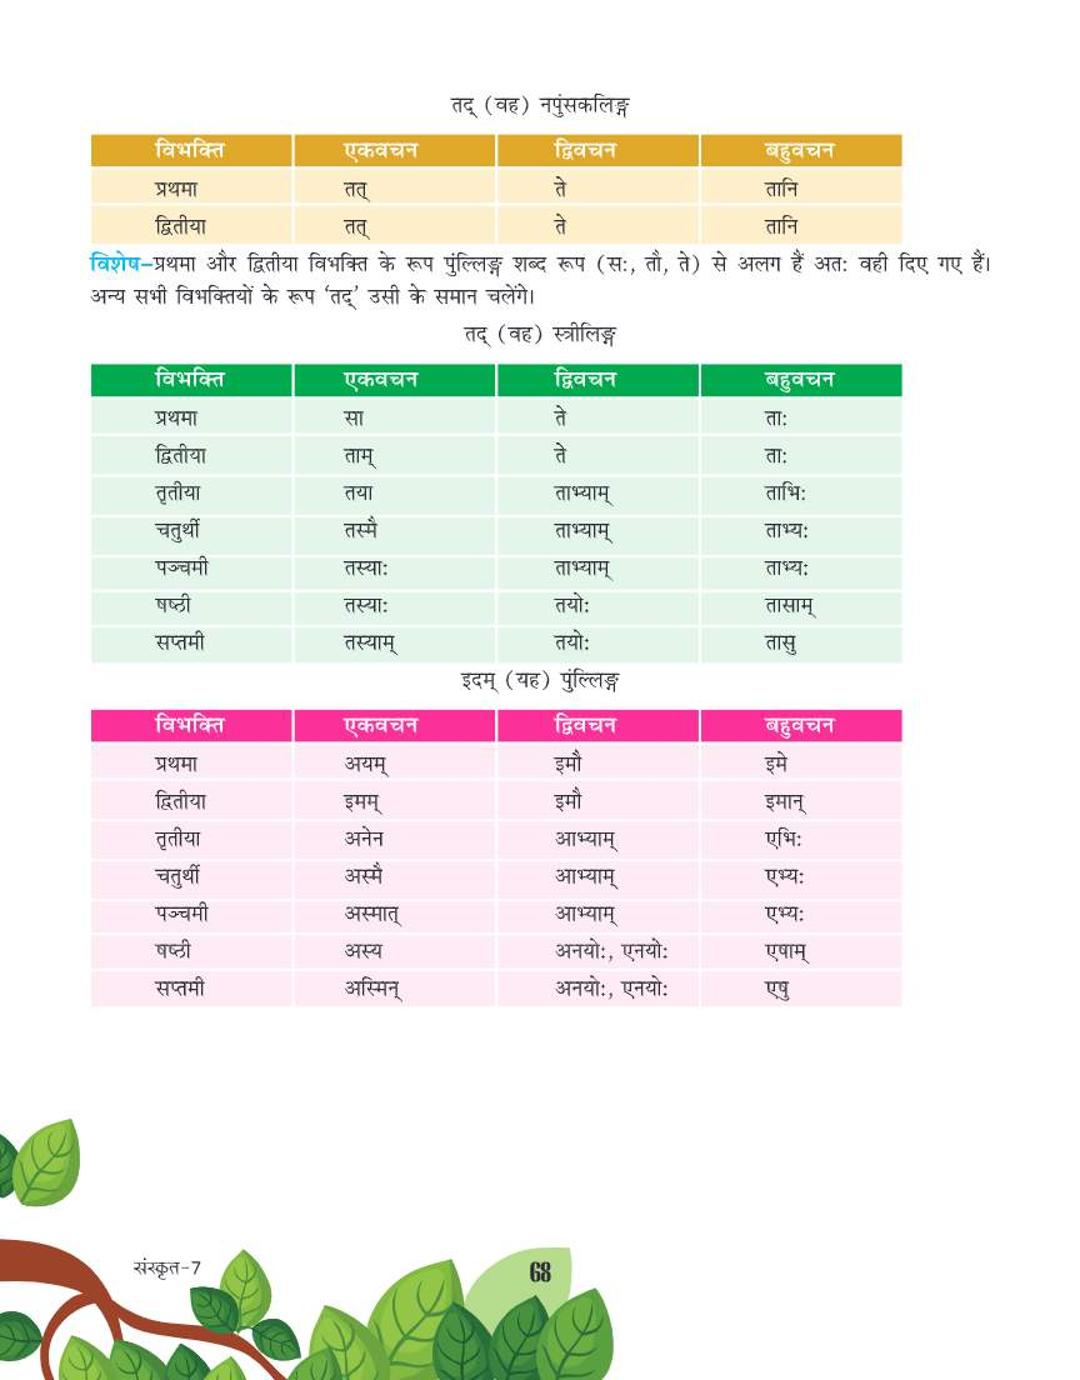 तद् (वह) नपुंसकलिङ्ग
विभक्ति एकवचन द्विवचन बहुवचन
प्रथमा तत् ते तानि
द्वितीया तत् ते तानि
विशेष–प्रथमा और द्वितीया विभक्ति के रूप पुंल्लिङ्ग शब्द रूप (सः, तौ, ते) से अलग हैं अतः वही दिए गए हैं।
अन्य सभी विभक्तियों के रूप ‘तद्’ उसी के समान चलेंगे।
तद् (वह) स्त्रीलिङ्ग
विभक्ति एकवचन द्विवचन बहुवचन
प्रथमा सा ते ताः
द्वितीया ताम् ते ताः
तृतीया तया ताभ्याम् ताभिः
चतुर्थी तस्मै ताभ्याम् ताभ्यः
पञ्चमी तस्याः ताभ्याम् ताभ्यः
षष्ठी तस्याः तयोः तासाम्
सप्तमी तस्याम् तयोः तासु
इदम् (यह) पुंल्लिङ्ग
विभक्ति एकवचन द्विवचन बहुवचन
प्रथमा अयम् इमौ इमे
द्वितीया इमम् इमौ इमान्
तृतीया अनेन आभ्याम् एभिः
चतुर्थी अस्मै आभ्याम् एभ्यः
पञ्चमी अस्मात् आभ्याम् एभ्यः
षष्ठी अस्य अनयोः, एनयोः एषाम्
सप्तमी अस्मिन् अनयोः, एनयोः एषु
संस्कृत-7
68